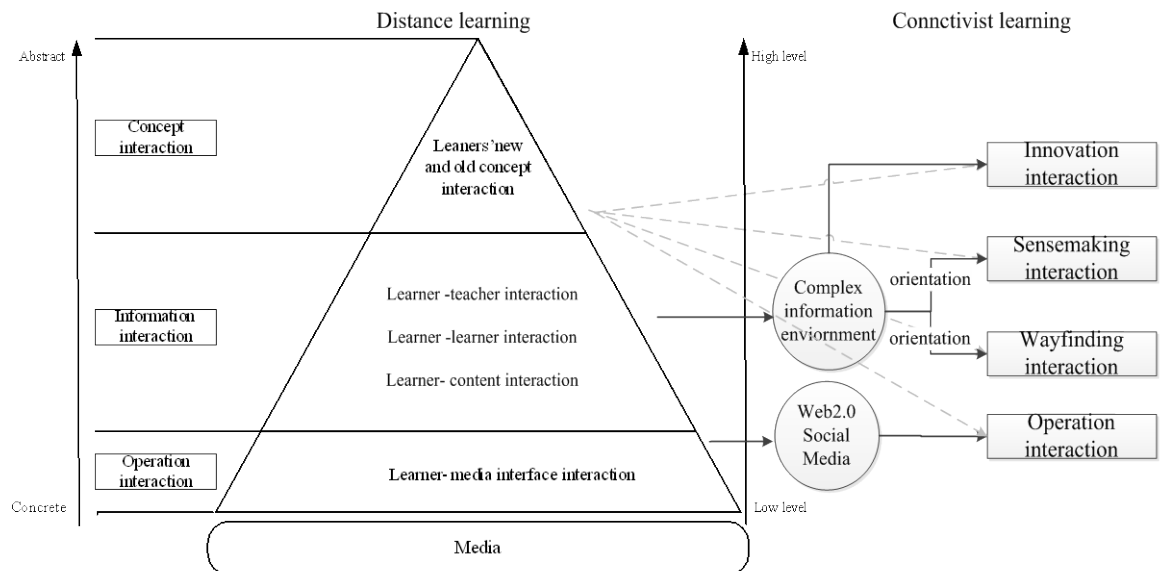 Distance learning
Connctivist learning
Abstract
High level
Concept
interaction
Leaners'new
and old concept
interaction
Innovation
interaction
Sensemaking
interaction
orientation
Complex
information
enviornment
Learner -teacher interaction
Information
interaction
Learner -learner interaction
orientation
Wayfinding
interaction
Learner- content interaction
Web2.0
Social
Media
Operation
interaction
Operation
interaction
Learner- media interface interaction
Concrete
Low level
Media